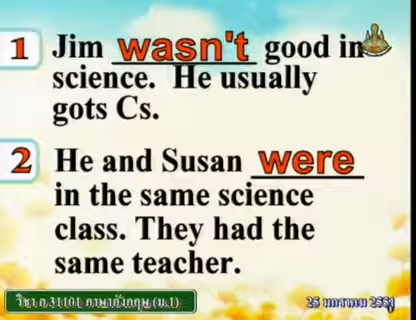 1 Jim wasn't good in
science. He usually
gots Cs.
2 He and Susan were
in the same science
class. They had the
same teacher.
วิชา อ.31101 ภาษาอังกฤษ (ม.1) 25 มกราคม 2551